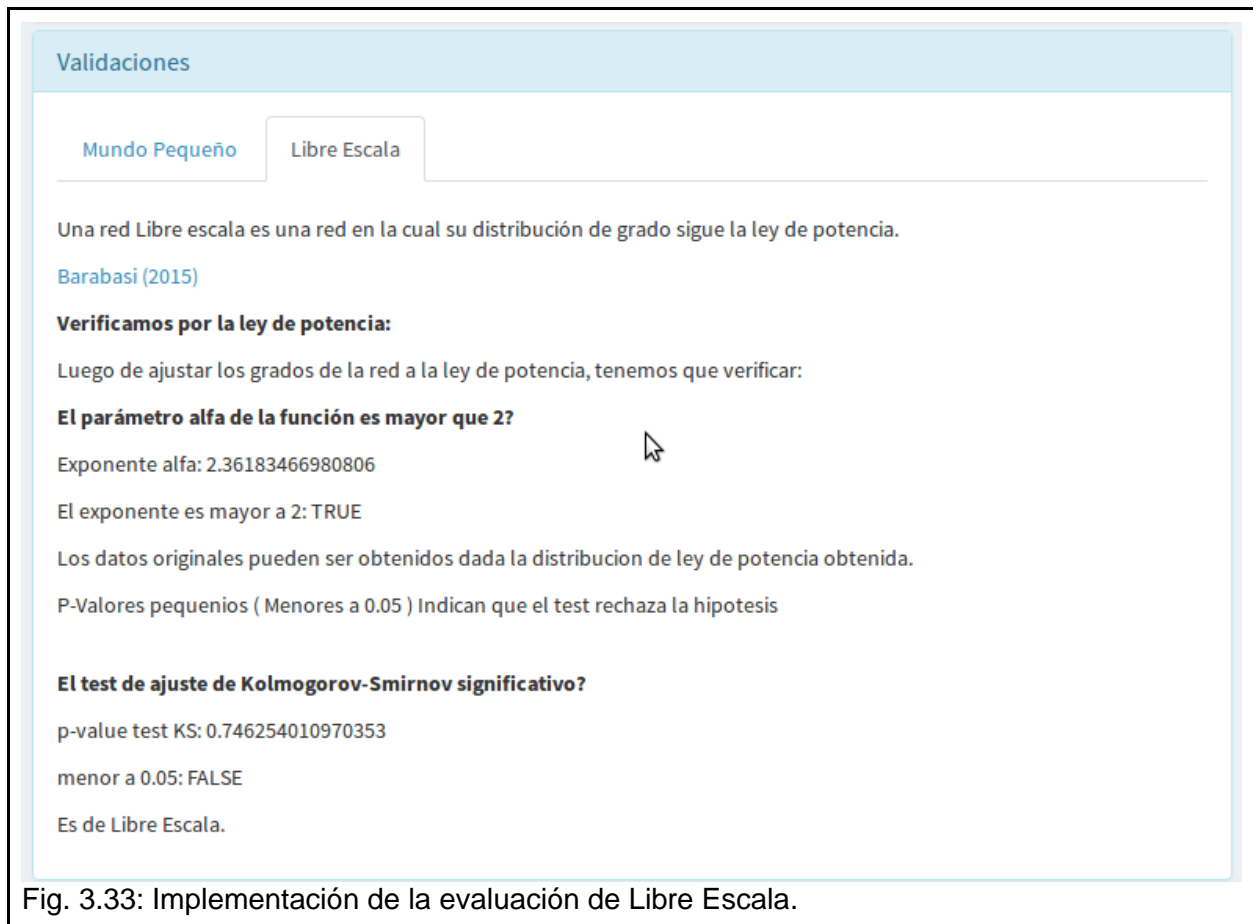 Validaciones
Mundo Pequeño
Libre Escala
Una red Libre escala es una red en la cual su distribución de grado sigue la ley de potencia.
Barabasi (2015)
Verificamos por la ley de potencia:
Luego de ajustar los grados de la red a la ley de potencia, tenemos que verificar:
El parámetro alfa de la función es mayor que 2?
Exponente alfa: 2.36183466980806
El exponente es mayor a 2: TRUE
Los datos originales pueden ser obtenidos dada la distribucion de ley de potencia obtenida.
P-Valores pequenios ( Menores a 0.05 ) Indican que el test rechaza la hipotesis
El test de ajuste de Kolmogorov-Smirnov significativo?
p-value test KS: 0.746254010970353
menor a 0.05: FALSE
Es de Libre Escala.
Fig. 3.33: Implementación de la evaluación de Libre Escala.